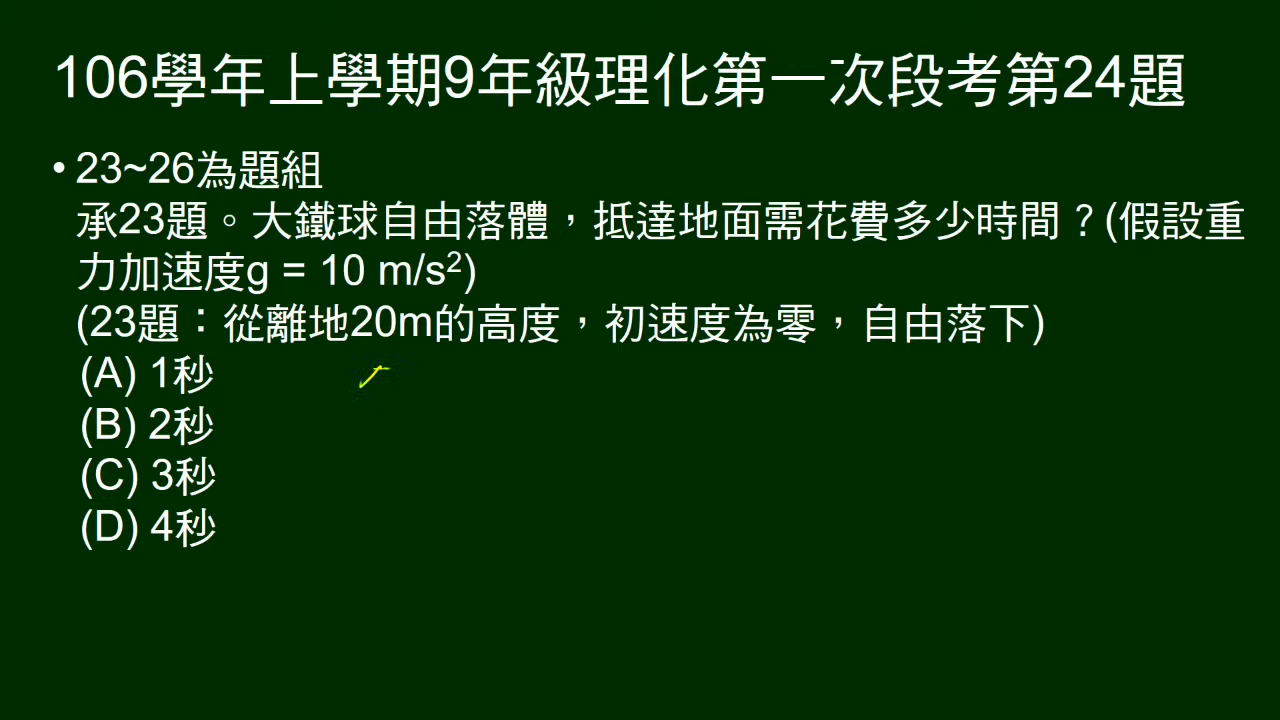 106學年上學期9年級理化第一次段考第24題
• 23~26為題組
承23題。大鐵球自由落體，抵達地面需花費多少時間？(假設重
力加速度g = 10 m/s²)
(23題：從離地20m的高度，初速度為零，自由落下)
(A) 1秒
(B) 2秒
(C) 3秒
(D) 4秒